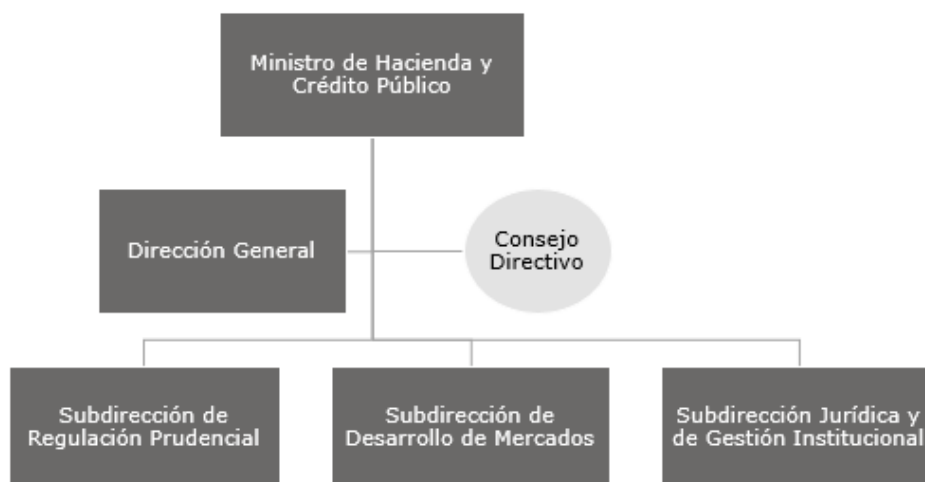 Ministro de Hacienda y
Crédito Público
Dirección General
Consejo
Directivo
Subdirección de
Regulación Prudencial
Subdirección de
Desarrollo de Mercados
Subdirección Jurídica y
de Gestión Institucional